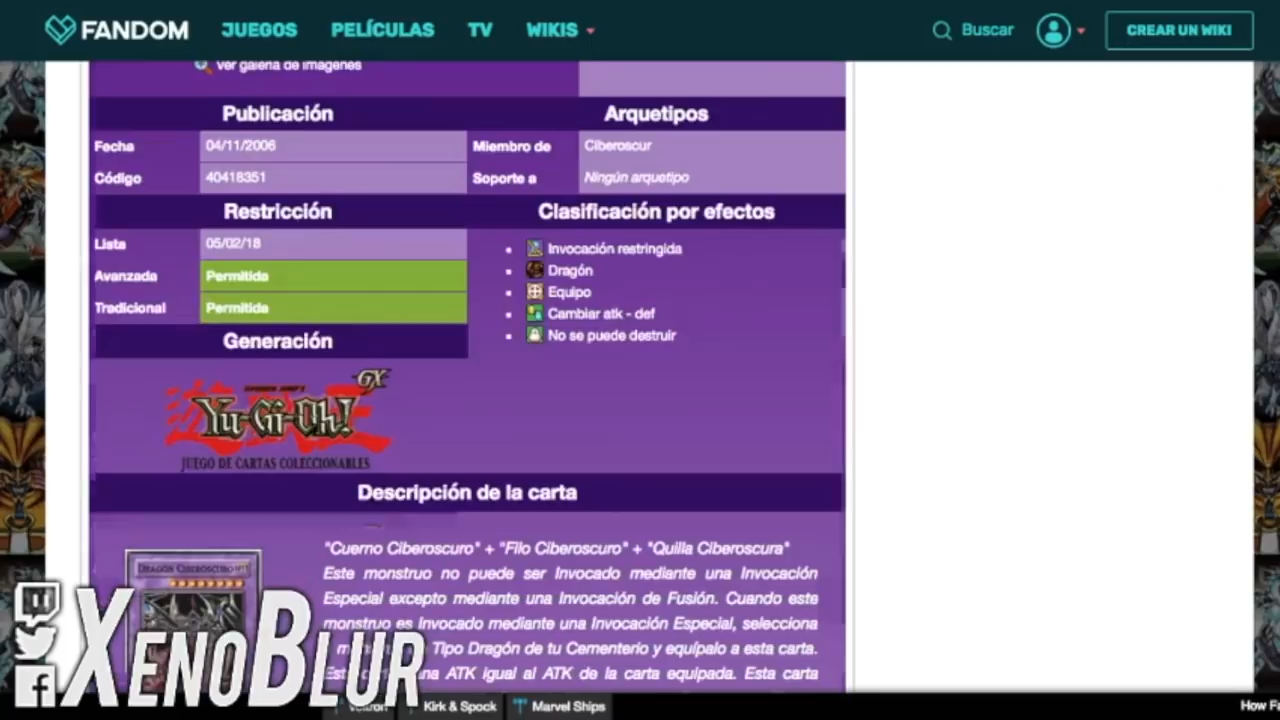 FANDOM JUEGOS PELÍCULAS TV WIKIS Buscar CREAR UN WIKI
Ver galería de imágenes
Publicación
Fecha 04/11/2006
Código 40418351
Arquetipos
Miembro de Ciberoscur
Soporte a Ningún arquetipo
Restricción
Lista 05/02/18
Avanzada Permitida
Tradicional Permitida
Clasificación por efectos
Invocación restringida
Dragón
Equipo
Cambiar atk - def
No se puede destruir
Generación
Yu-Gi-Oh! GX
JUEGO DE CARTAS COLECCIONABLES
Descripción de la carta
DRAGÓN CIBEROSCURO
"Cuerno Ciberoscuro" + "Filo Ciberoscuro" + "Quilla Ciberoscura"
Este monstruo no puede ser Invocado mediante una Invocación
Especial excepto mediante una Invocación de Fusión. Cuando este
monstruo es Invocado mediante una Invocación Especial, selecciona
Tipo Dragón de tu Cementerio y equípalo a esta carta.
ATK igual al ATK de la carta equipada. Esta carta
XENOBLUR
Voltron Kirk & Spock Marvel Ships How